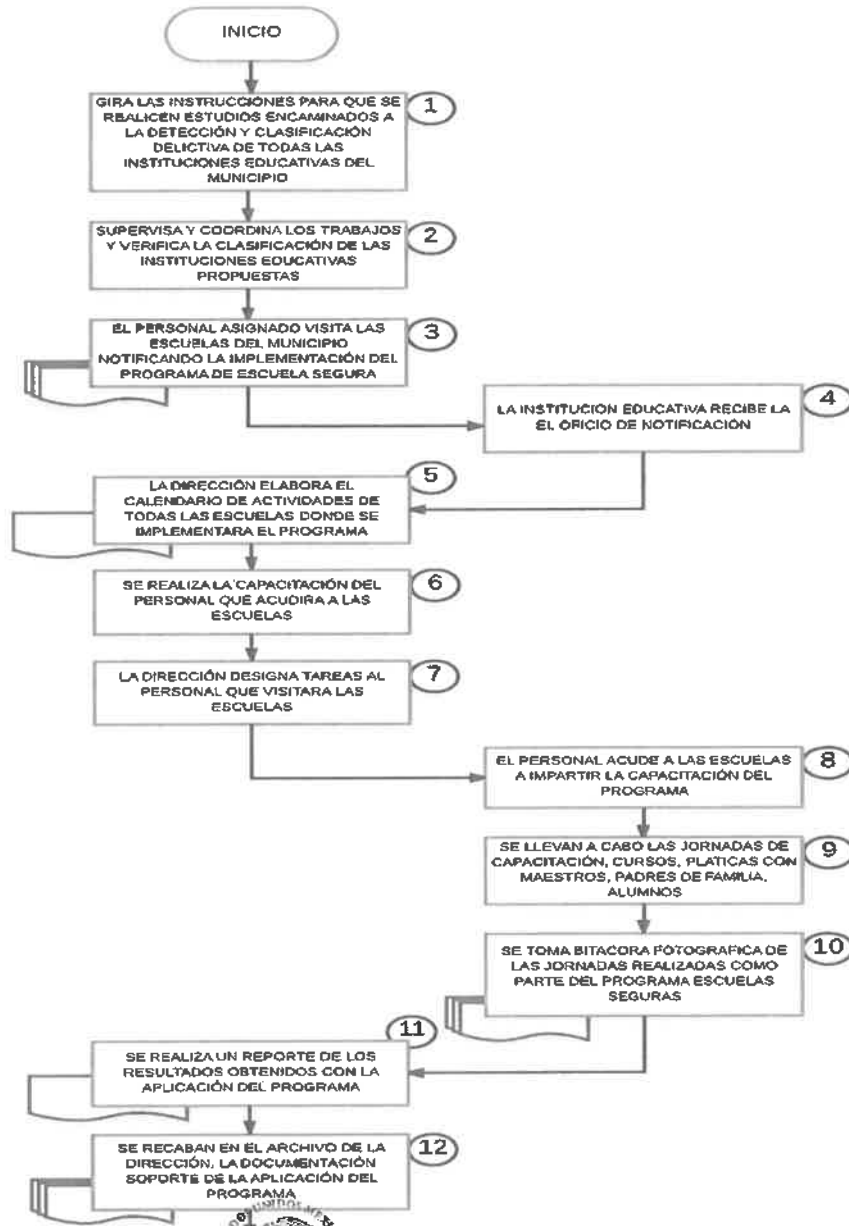 INICIO
1
GIRA LAS INSTRUCCIONES PARA QUE SE
REALICEN ESTUDIOS ENCAMINADOS A
LA DETECCIÓN Y CLASIFICACIÓN
DELICTIVA DE TODAS LAS
INSTITUCIONES EDUCATIVAS DEL
MUNICIPIO
2
SUPERVISA Y COORDINA LOS TRABAJOS
Y VERIFICA LA CLASIFICACIÓN DE LAS
INSTITUCIONES EDUCATIVAS
PROPUESTAS
3
EL PERSONAL ASIGNADO VISITA LAS
ESCUELAS DEL MUNICIPIO
NOTIFICANDO LA IMPLEMENTACIÓN DEL
PROGRAMA DE ESCUELA SEGURA
4
LA INSTITUCION EDUCATIVA RECIBE LA
EL OFICIO DE NOTIFICACIÓN
5
LA DIRECCIÓN ELABORA EL
CALENDARIO DE ACTIVIDADES DE
TODAS LAS ESCUELAS DONDE SE
IMPLEMENTARA EL PROGRAMA
6
SE REALIZA LA CAPACITACIÓN DEL
PERSONAL QUE ACUDIRA A LAS
ESCUELAS
7
LA DIRECCIÓN DESIGNA TAREAS AL
PERSONAL QUE VISITARA LAS
ESCUELAS
8
EL PERSONAL ACUDE A LAS ESCUELAS
A IMPARTIR LA CAPACITACIÓN DEL
PROGRAMA
9
SE LLEVAN A CABO LAS JORNADAS DE
CAPACITACIÓN, CURSOS, PLATICAS CON
MAESTROS, PADRES DE FAMILIA,
ALUMNOS
10
SE TOMA BITACORA FOTOGRAFICA DE
LAS JORNADAS REALIZADAS COMO
PARTE DEL PROGRAMA ESCUELAS
SEGURAS
11
SE REALIZA UN REPORTE DE LOS
RESULTADOS OBTENIDOS CON LA
APLICACIÓN DEL PROGRAMA
12
SE RECABAN EN EL ARCHIVO DE LA
DIRECCIÓN, LA DOCUMENTACIÓN
SOPORTE DE LA APLICACIÓN DEL
PROGRAMA